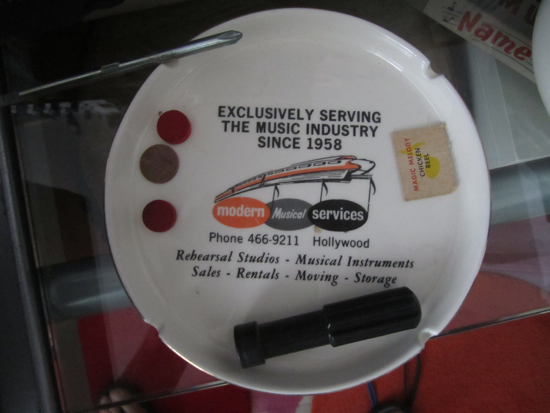 Name
EXCLUSIVELY SERVING
THE MUSIC INDUSTRY
SINCE 1958
MAGIC MELODY
CHICKEN
modern Musical services
Phone 466-9211 Hollywood
Rehearsal Studios - Musical Instruments
Sales - Rentals - Moving - Storage